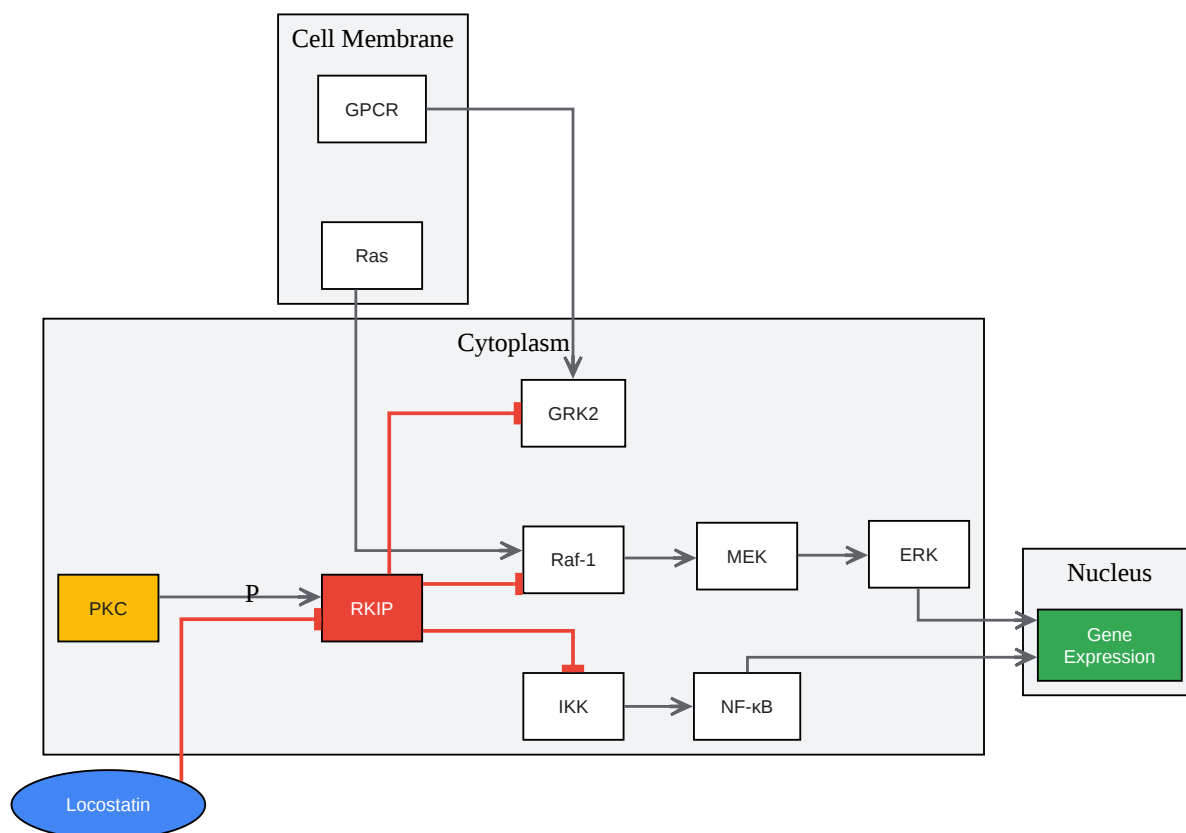 Cell Membrane
GPCR
Ras
Cytoplasm
GRK2
Raf-1
MEK
ERK
Nucleus
PKC
P
RKIP
Gene
Expression
IKK
NF-κB
Locostatin